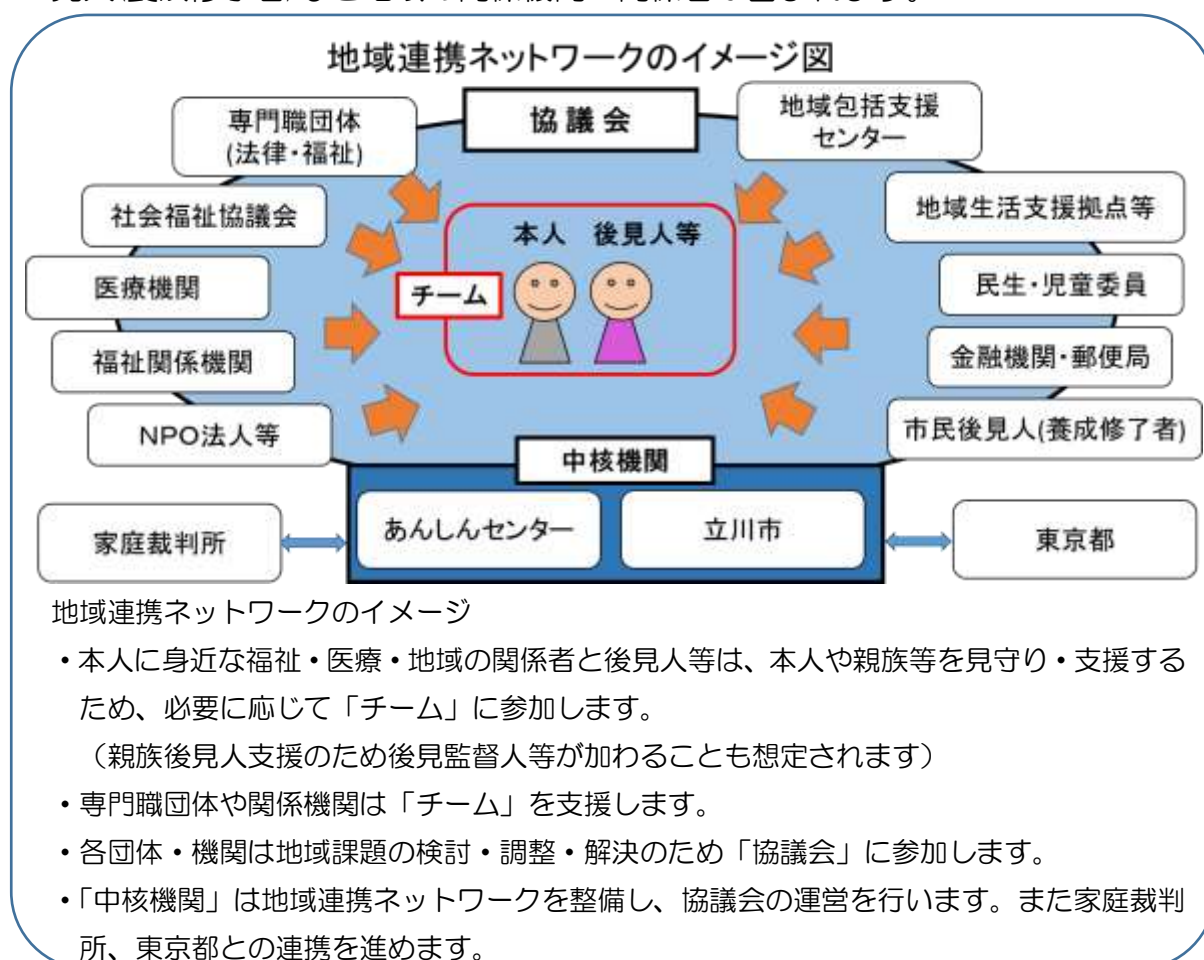 地域連携ネットワークのイメージ図
協議会
専門職団体
(法律・福祉)
地域包括支援
センター
社会福祉協議会
地域生活支援拠点等
本人 後見人等
医療機関
チーム
民生・児童委員
福祉関係機関
金融機関・郵便局
NPO法人等
市民後見人(養成修了者)
中核機関
家庭裁判所
あんしんセンター
立川市
東京都
地域連携ネットワークのイメージ
・本人に身近な福祉・医療・地域の関係者と後見人等は、本人や親族等を見守り・支援する
ため、必要に応じて「チーム」に参加します。
(親族後見人支援のため後見監督人等が加わることも想定されます)
・専門職団体や関係機関は「チーム」を支援します。
・各団体・機関は地域課題の検討・調整・解決のため「協議会」に参加します。
・「中核機関」は地域連携ネットワークを整備し、協議会の運営を行います。また家庭裁判
所、東京都との連携を進めます。